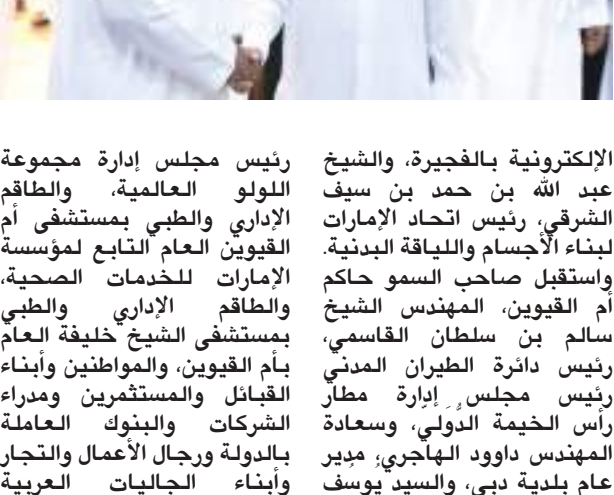 الإلكترونية بالفجيرة، والشيخ
عبد الله بن حمد بن سيف
الشرقي، رئيس اتحاد الإمارات
لبناء الأجسام واللياقة البدنية.
واستقبل صاحب السمو حاكم
أم القيوين، المهندس الشيخ
سالم بن سلطان القاسمي،
رئيس دائرة الطيران المدني
رئيس مجلس إدارة مطار
رأس الخيمة الدُولي، وسعادة
المهندس داوود الهاجري، مدير
عام بلدية دبي، والسيد يوسف
رئيس مجلس إدارة مجموعة
اللولو العالمية، والطاقم
الإداري والطبي بمستشفى أم
القيوين العام التابع لمؤسسة
الإمارات للخدمات الصحية،
والطاقم الإداري والطبي
بمستشفى الشيخ خليفة العام
بأم القيوين، والمواطنين وأبناء
القبائل والمستثمرين ومدراء
الشركات والبنوك العاملة
بالدولة ورجال الأعمال والتجار
وأبناء الجاليات العربية